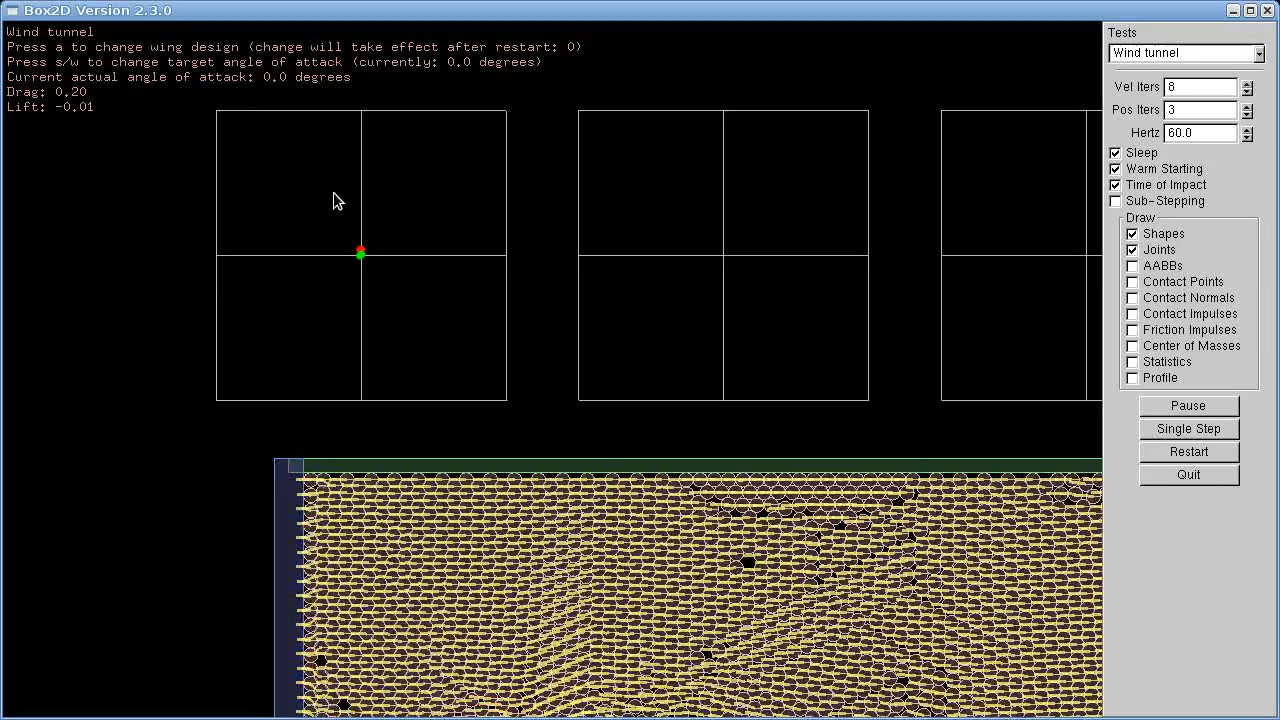 Box2D Version 2.3.0
Wind tunnel
Press a to change wing design (change will take effect after restart: 0)
Press s/w to change target angle of attack (currently: 0.0 degrees)
Current actual angle of attack: 0.0 degrees
Drag: 0.20
Lift: -0.01
Tests
Wind tunnel
Vel Iters 8
Pos Iters 3
Hertz 60.0
Sleep
Warm Starting
Time of Impact
Sub-Stepping
Draw
Shapes
Joints
AABBs
Contact Points
Contact Normals
Contact Impulses
Friction Impulses
Center of Masses
Statistics
Profile
Pause
Single Step
Restart
Quit